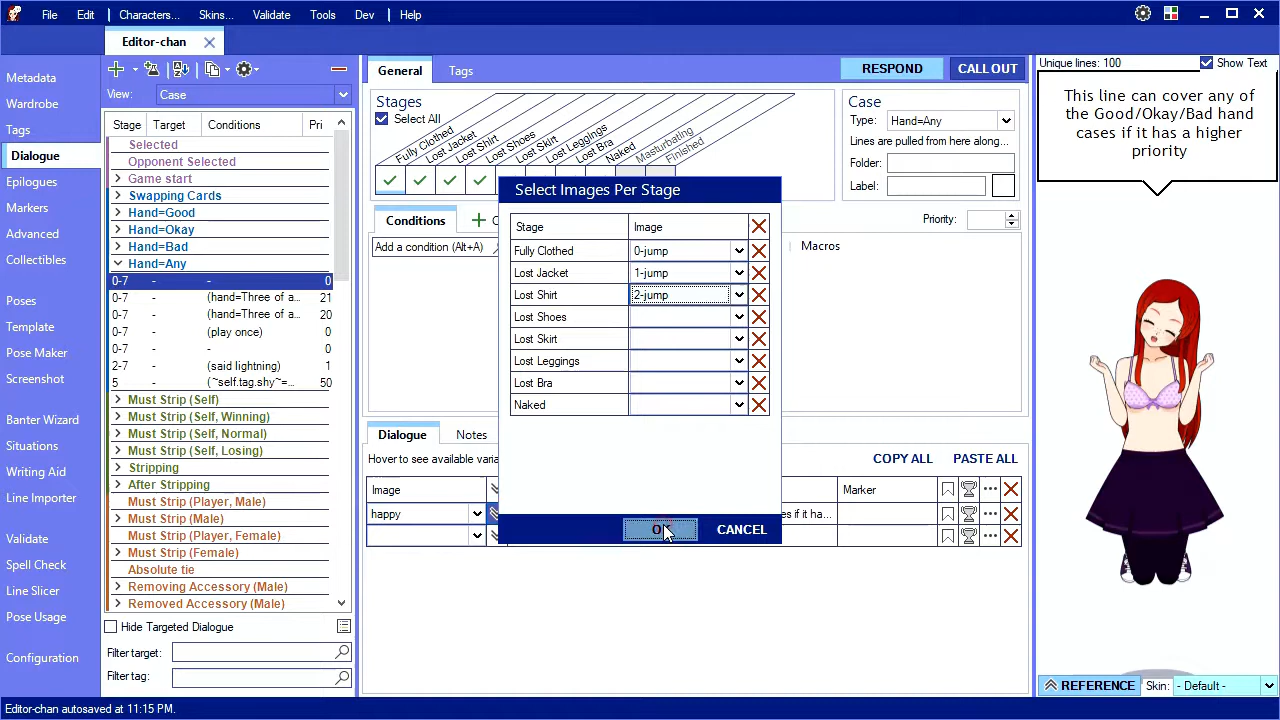 File Edit Characters... Skins... Validate Tools Dev Help
Editor-chan
Metadata
Wardrobe
Tags
Dialogue
Epilogues
Markers
Advanced
Collectibles
Poses
Template
Pose Maker
Screenshot
Banter Wizard
Situations
Writing Aid
Line Importer
Validate
Spell Check
Line Slicer
Pose Usage
Configuration
View: Case
Stage Target Conditions Pri
Selected
Opponent Selected
Game start
Swapping Cards
Hand=Good
Hand=Okay
Hand=Bad
Hand=Any
0-7 - - 0
0-7 - (hand=Three of a... 21
0-7 - (hand=Three of a... 20
0-7 - (play once) 0
0-7 - - 0
2-7 - (said lightning) 1
5 - (~self.tag.shy~=... 50
Must Strip (Self)
Must Strip (Self, Winning)
Must Strip (Self, Normal)
Must Strip (Self, Losing)
Stripping
After Stripping
Must Strip (Player, Male)
Must Strip (Male)
Must Strip (Player, Female)
Must Strip (Female)
Absolute tie
Removing Accessory (Male)
Removed Accessory (Male)
Hide Targeted Dialogue
Filter target:
Filter tag:
General Tags RESPOND CALL OUT
Stages
Select All
Fully Clothed
Lost Jacket
Lost Shirt
Lost Shoes
Lost Skirt
Lost Leggings
Lost Bra
Naked
Masturbating
Finished
Case
Type: Hand=Any
Lines are pulled from here along...
Folder:
Label:
Conditions
Priority:
Add a condition (Alt+A)
Macros
Select Images Per Stage
Stage Image
Fully Clothed 0-jump
Lost Jacket 1-jump
Lost Shirt 2-jump
Lost Shoes
Lost Skirt
Lost Leggings
Lost Bra
Naked
OK CANCEL
Dialogue Notes
Hover to see available varia
COPY ALL PASTE ALL
Image Marker
happy es if it ha...
Unique lines: 100 Show Text
This line can cover any of
the Good/Okay/Bad hand
cases if it has a higher
priority
REFERENCE Skin: - Default -
Editor-chan autosaved at 11:15 PM.